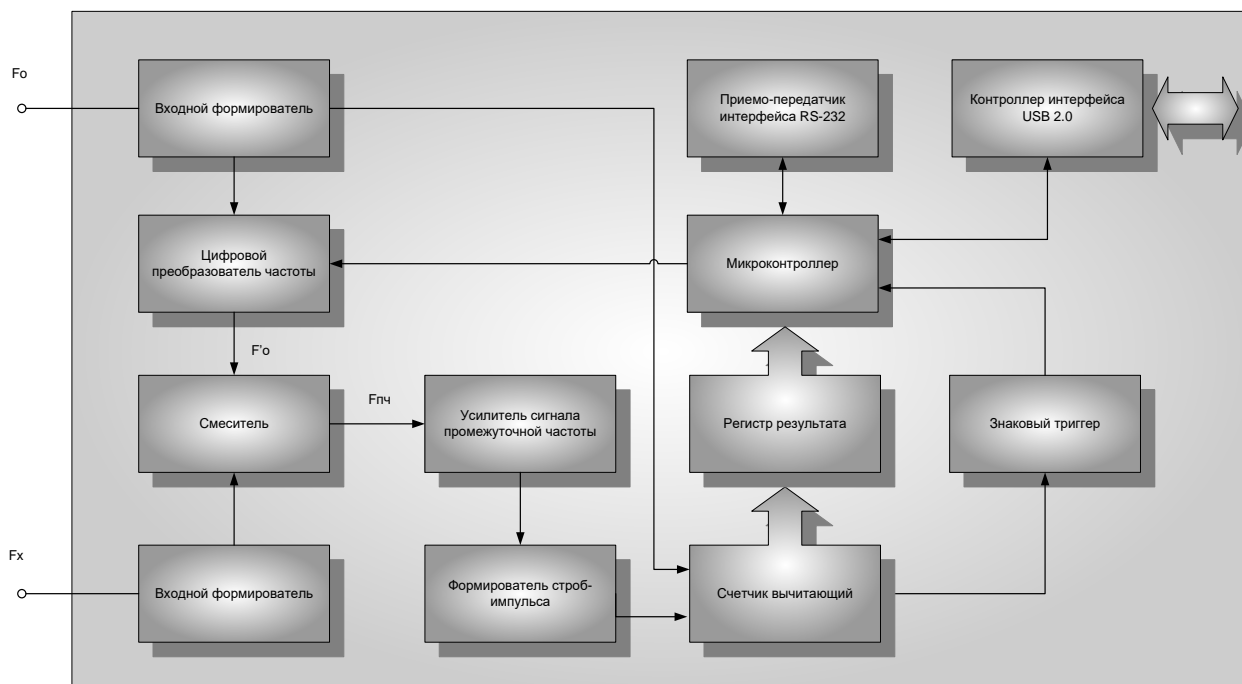 Fo
Входной формирователь
Приемо-передатчик
интерфейса RS-232
Контроллер интерфейса
USB 2.0
Цифровой
преобразователь частоты
Микроконтроллер
F'o
Fпч
Смеситель
Усилитель сигнала
промежуточной частоты
Регистр результата
Знаковый триггер
Fx
Входной формирователь
Формирователь строб-
импульса
Счетчик вычитающий